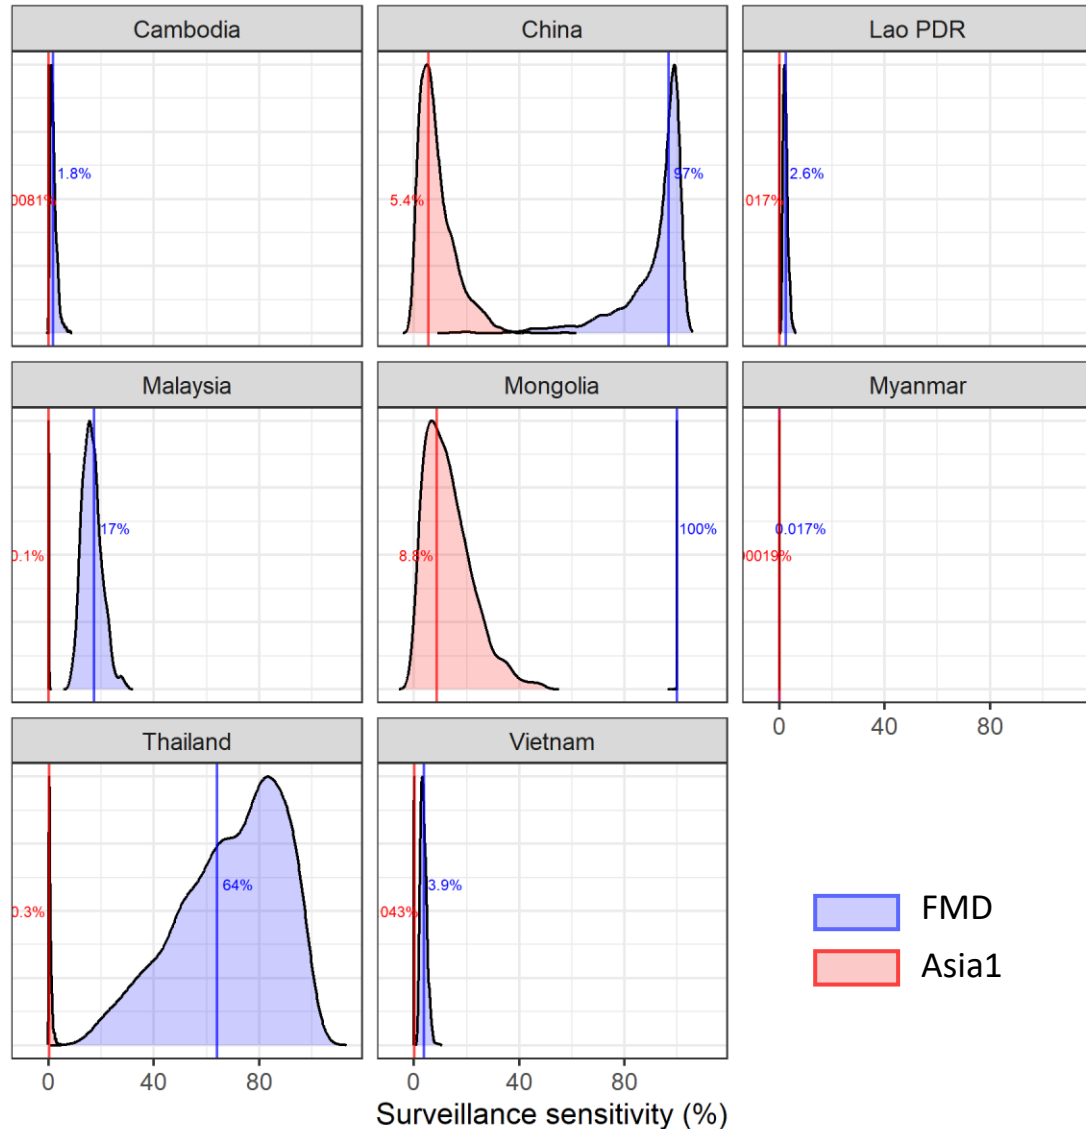 Cambodia
China
Lao PDR
1.8%
0081%
97%
5.4%
2.6%
017%
Malaysia
Mongolia
Myanmar
17%
0.1%
100%
8.8%
0.017%
00019%
0 40 80
Thailand
Vietnam
64%
0.3%
3.9%
043%
FMD
Asia1
0 40 80
0 40 80
Surveillance sensitivity (%)